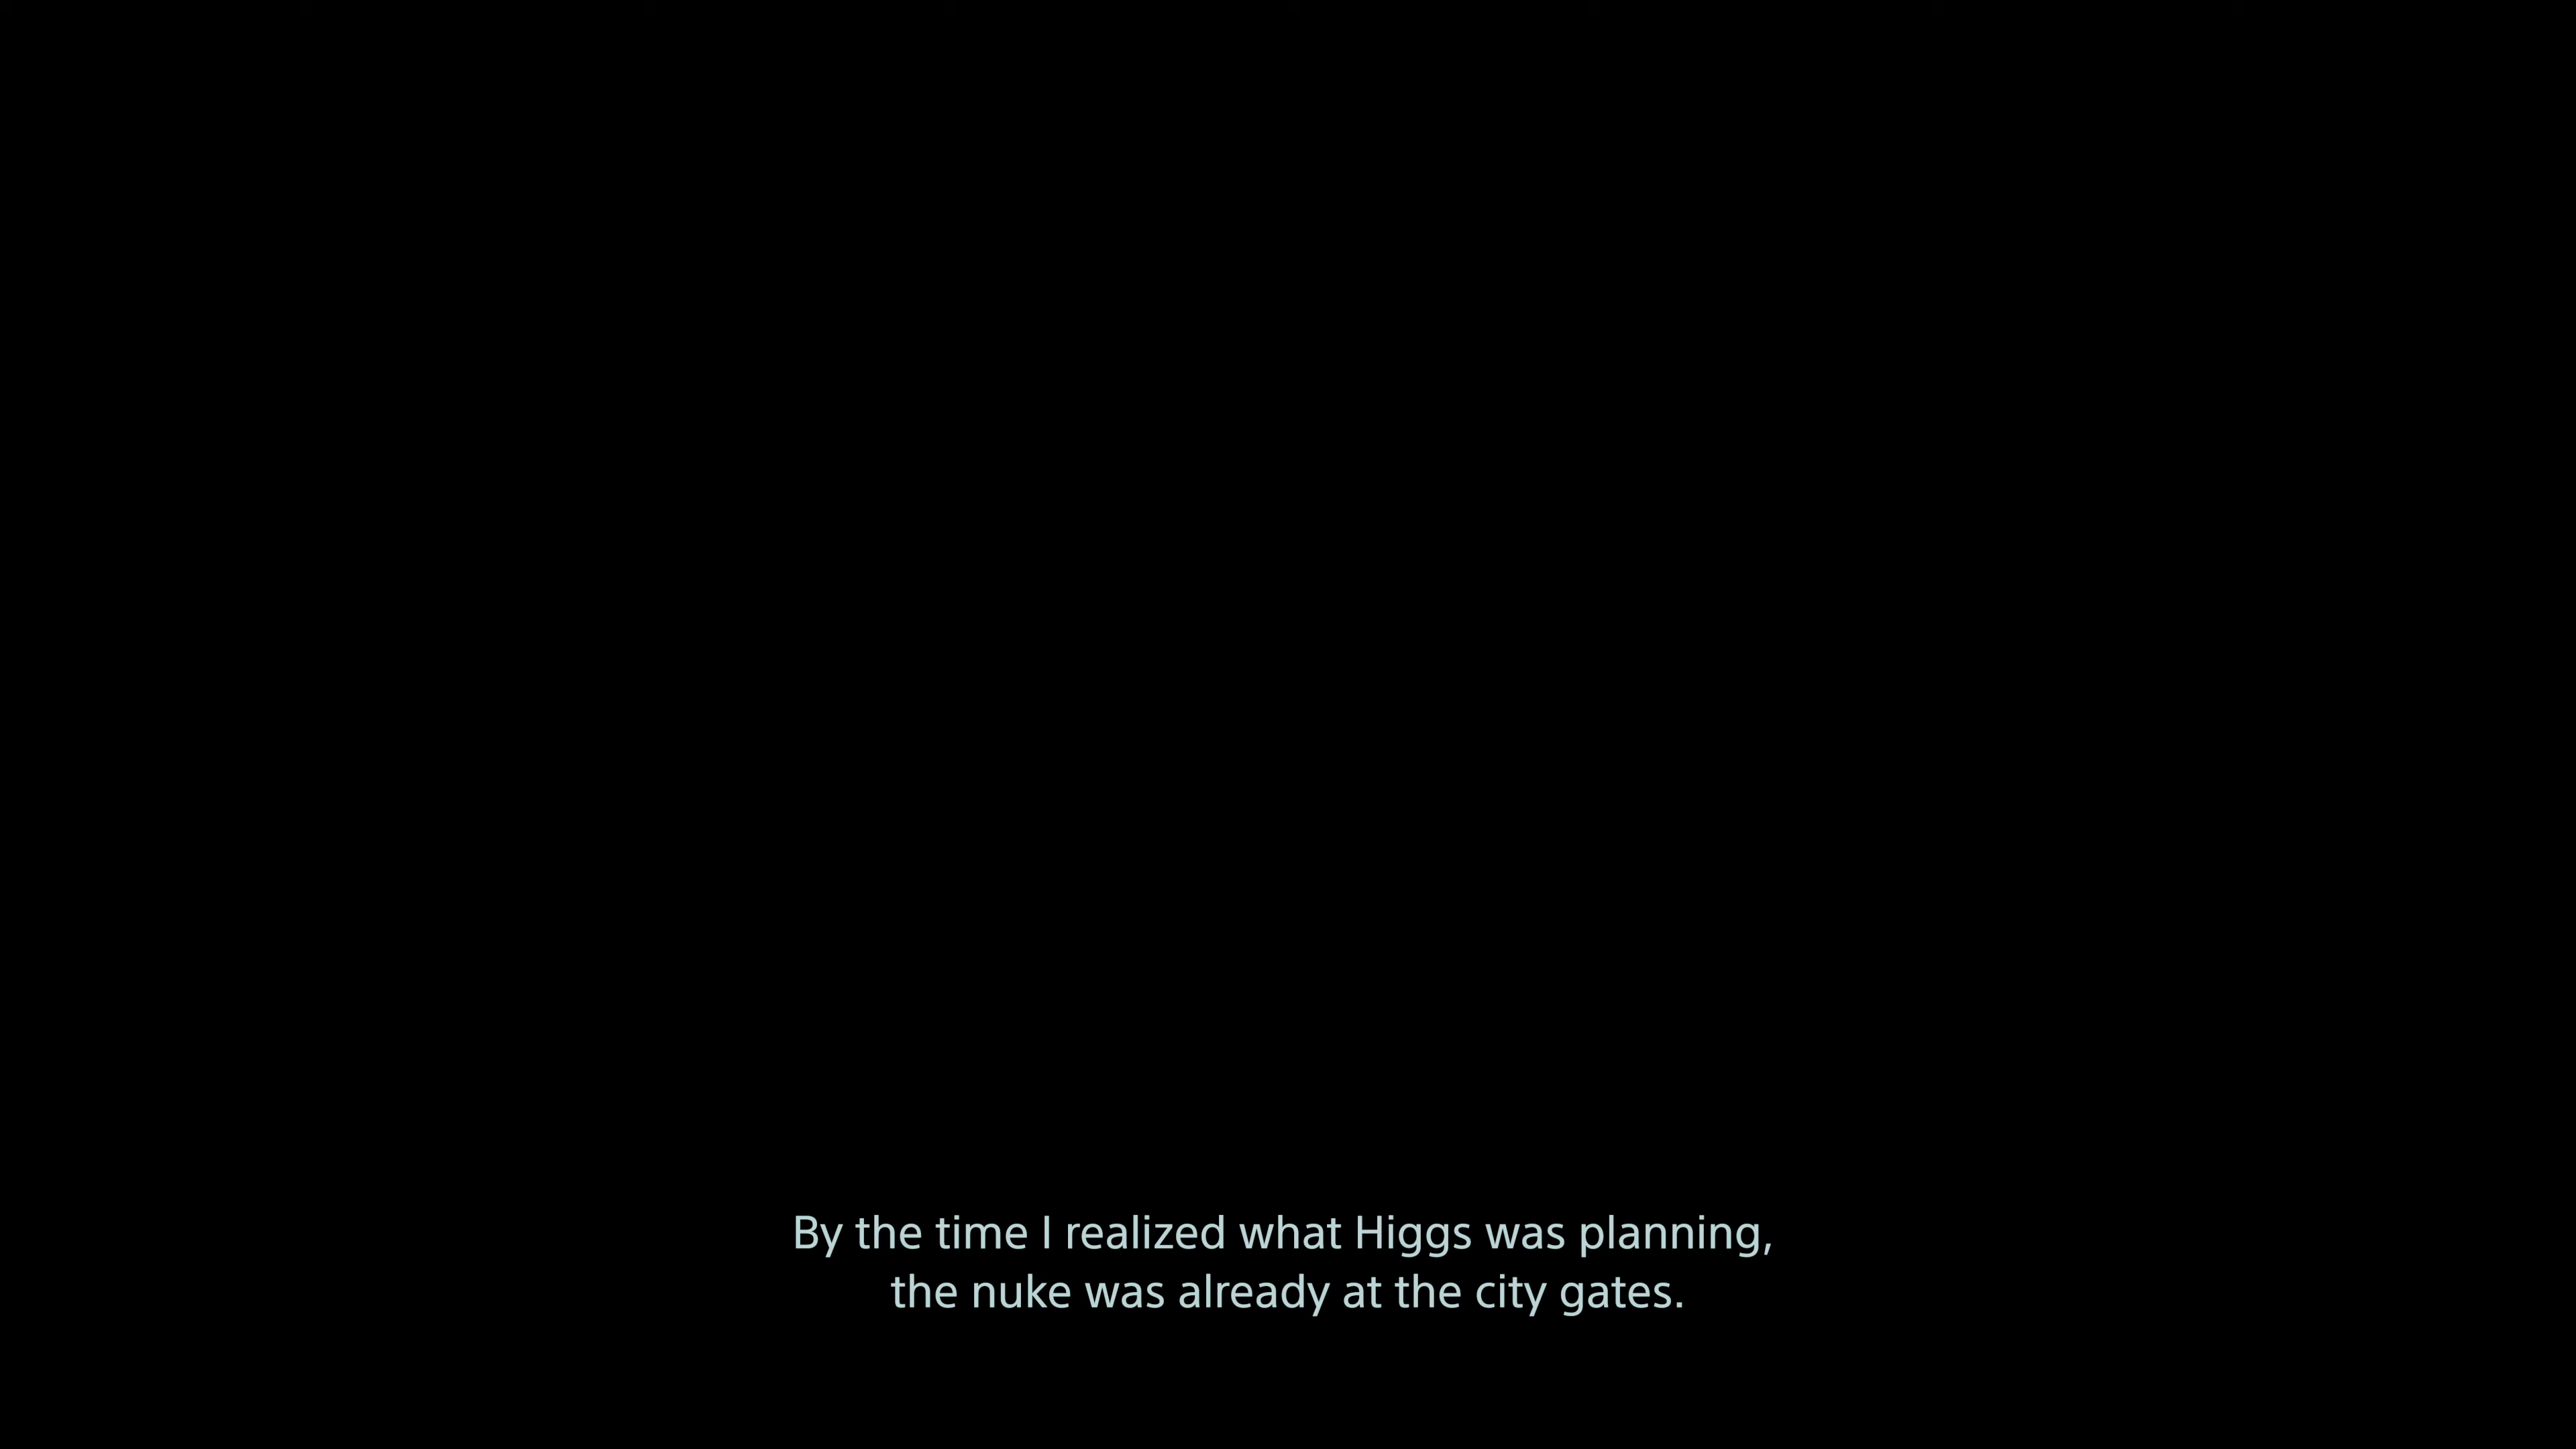 By the time I realized what Higgs was planning,
the nuke was already at the city gates.